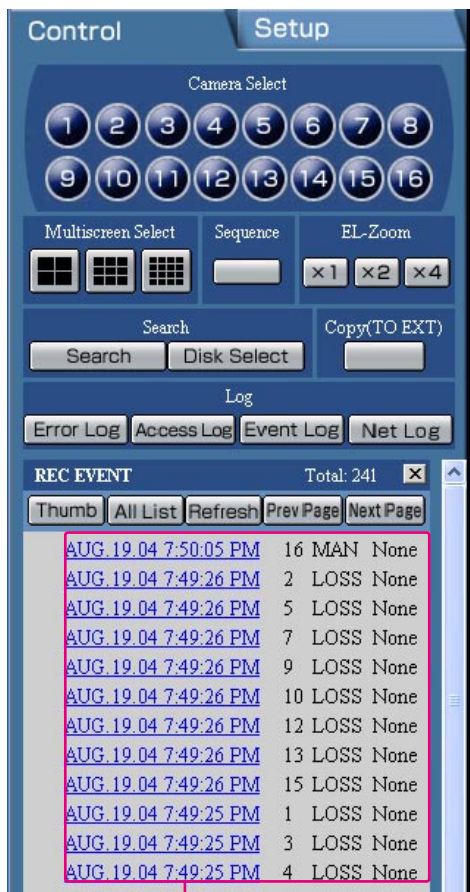 Control Setup
Camera Select
1 2 3 4 5 6 7 8
9 10 11 12 13 14 15 16
Multiscreen Select Sequence EL-Zoom
×1 ×2 ×4
Search Copy(TO EXT)
Search Disk Select
Log
Error Log Access Log Event Log Net Log
REC EVENT Total: 241
Thumb All List Refresh Prev Page Next Page
AUG.19.04 7:50:05 PM 16 MAN None
AUG.19.04 7:49:26 PM 2 LOSS None
AUG.19.04 7:49:26 PM 5 LOSS None
AUG.19.04 7:49:26 PM 7 LOSS None
AUG.19.04 7:49:26 PM 9 LOSS None
AUG.19.04 7:49:26 PM 10 LOSS None
AUG.19.04 7:49:26 PM 12 LOSS None
AUG.19.04 7:49:26 PM 13 LOSS None
AUG.19.04 7:49:26 PM 15 LOSS None
AUG.19.04 7:49:25 PM 1 LOSS None
AUG.19.04 7:49:25 PM 3 LOSS None
AUG.19.04 7:49:25 PM 4 LOSS None